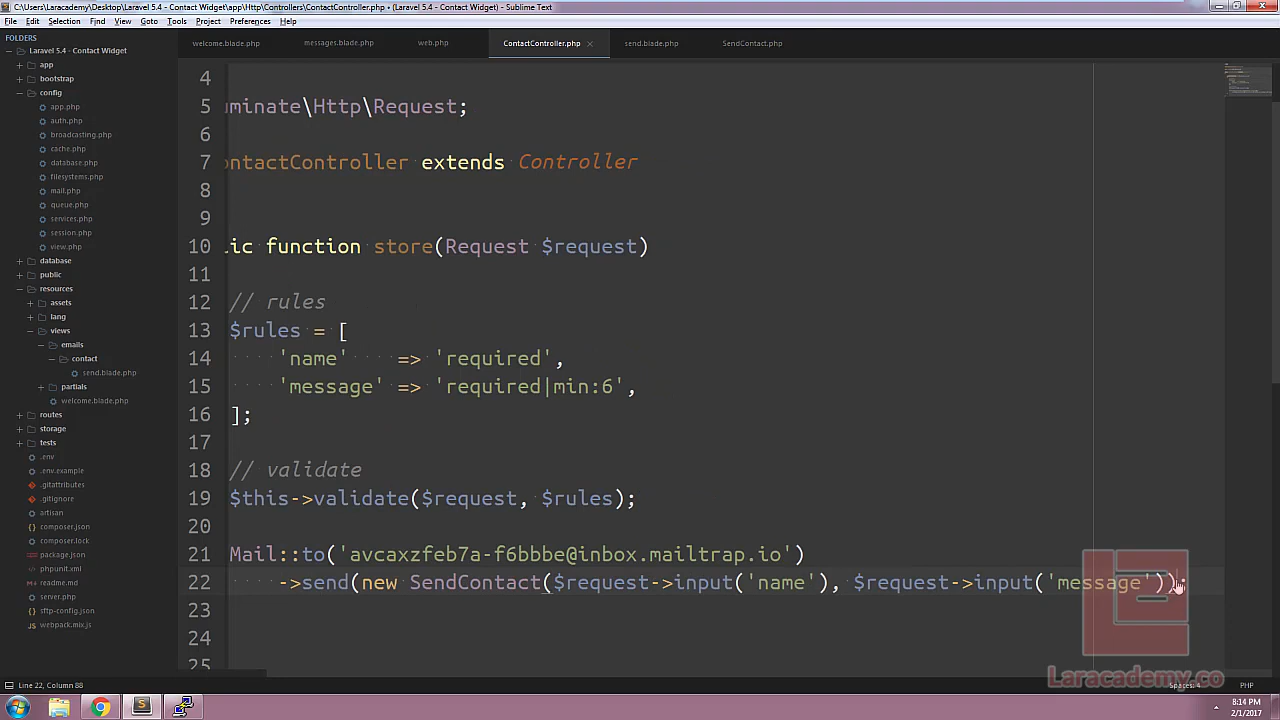 C:\Users\Laracademy\Desktop\Laravel 5.4 - Contact Widget\app\Http\Controllers\ContactController.php • (Laravel 5.4 - Contact Widget) - Sublime Text
File Edit Selection Find View Goto Tools Project Preferences Help
FOLDERS
Laravel 5.4 - Contact Widget
app
bootstrap
config
app.php
auth.php
broadcasting.php
cache.php
database.php
filesystems.php
mail.php
queue.php
services.php
session.php
view.php
database
public
resources
assets
lang
views
emails
contact
send.blade.php
partials
welcome.blade.php
routes
storage
tests
.env
.env.example
.gitattributes
.gitignore
artisan
composer.json
composer.lock
package.json
phpunit.xml
readme.md
server.php
sftp-config.json
webpack.mix.js
welcome.blade.php messages.blade.php web.php ContactController.php × send.blade.php SendContact.php
4
5 uminate\Http\Request;
6
7 ontactController extends Controller
8
9
10 lic function store(Request $request)
11
12 // rules
13 $rules = [
14 'name' => 'required',
15 'message' => 'required|min:6',
16 ];
17
18 // validate
19 $this->validate($request, $rules);
20
21 Mail::to('avcaxzfeb7a-f6bbbe@inbox.mailtrap.io')
22 ->send(new SendContact($request->input('name'), $request->input('message'));
23
24
25
Laracademy.co
Line 22, Column 88 Spaces: 4 PHP
8:14 PM
2/1/2017